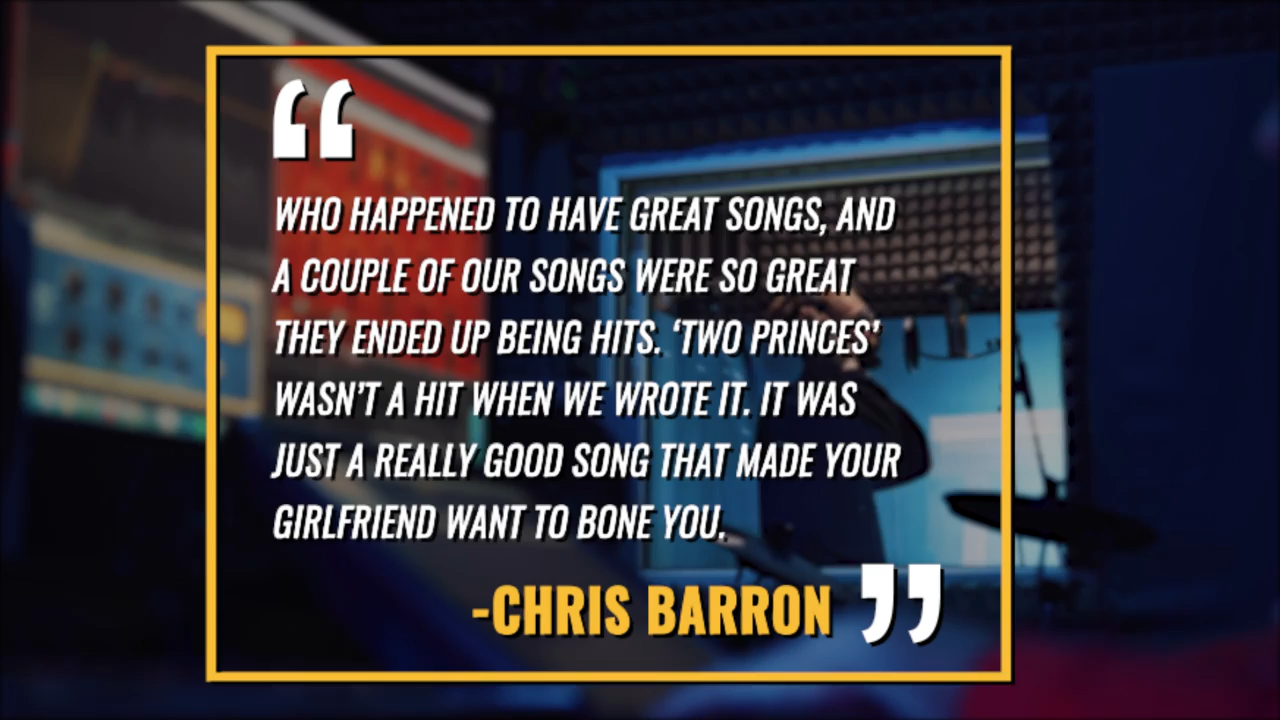 “
WHO HAPPENED TO HAVE GREAT SONGS, AND
A COUPLE OF OUR SONGS WERE SO GREAT
THEY ENDED UP BEING HITS. ‘TWO PRINCES’
WASN’T A HIT WHEN WE WROTE IT. IT WAS
JUST A REALLY GOOD SONG THAT MADE YOUR
GIRLFRIEND WANT TO BONE YOU.
-CHRIS BARRON ”